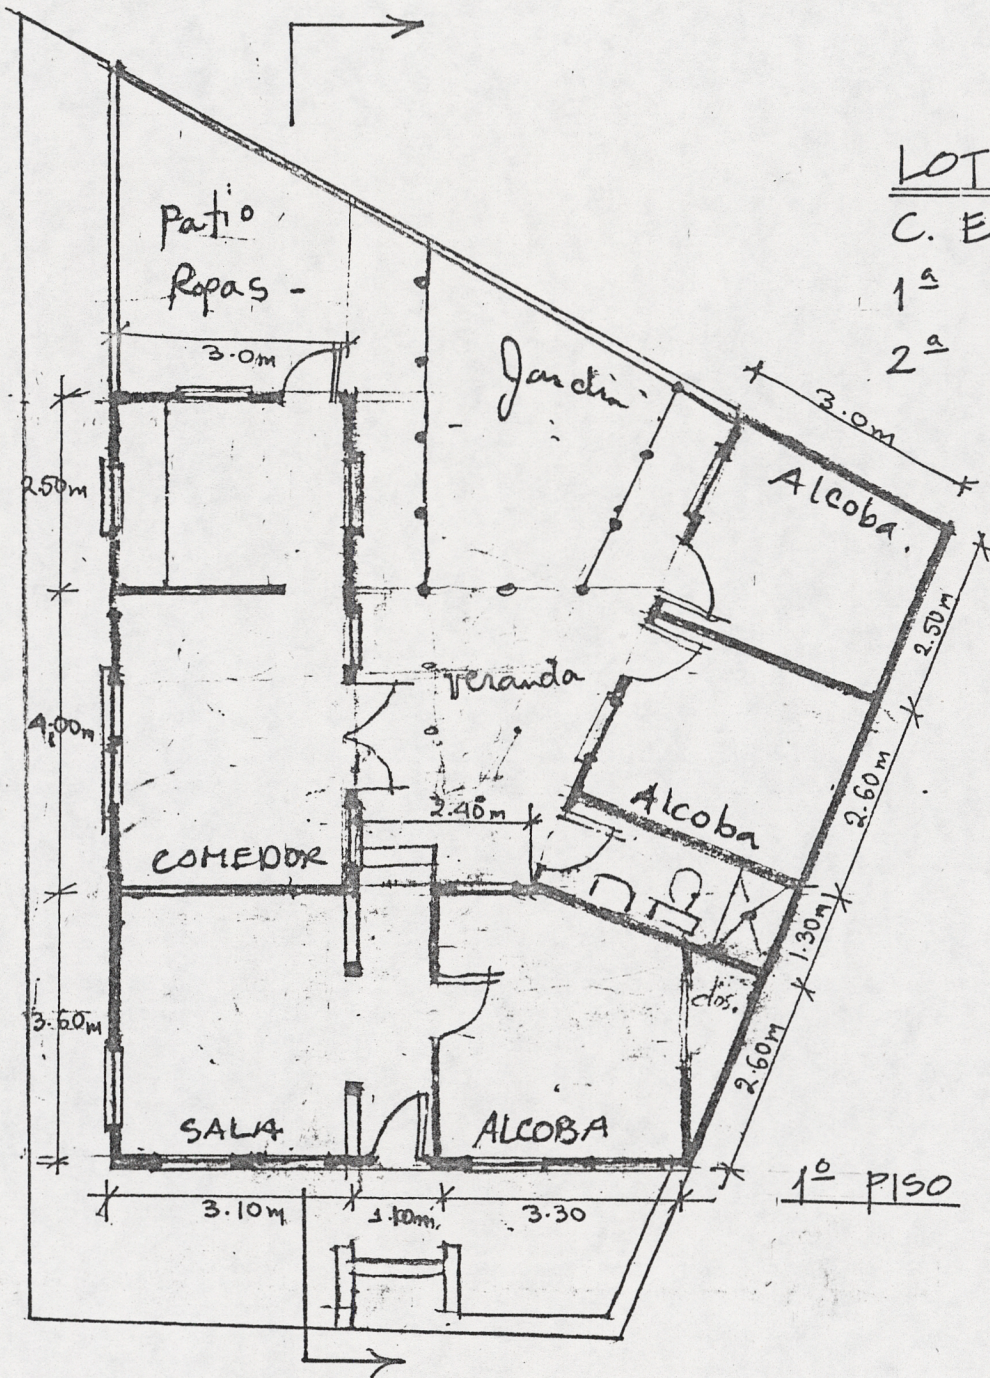 LOT
C. E
1ª
2ª
Patio
Ropas -
3.0m
Jardin
3.0m
Alcoba.
2.50m
2.50m
veranda
4.00m
2.60m
2.40m
Alcoba
COMEDOR
1.30m
clos.
3.60m
2.60m
SALA
ALCOBA
1º PISO
3.10m
3.30